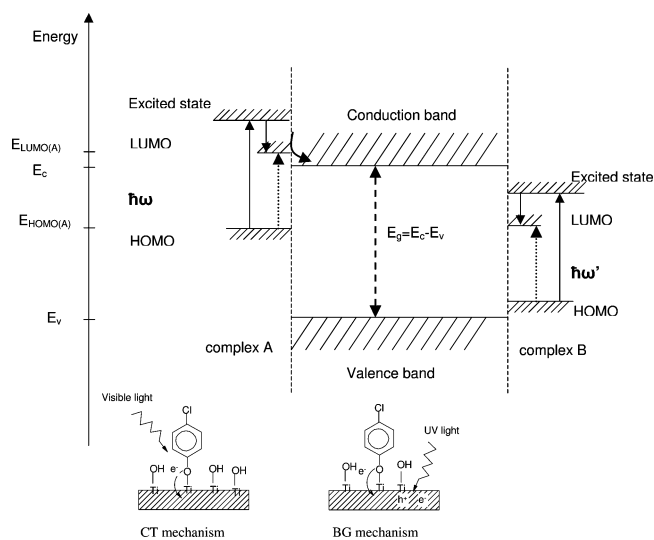 Energy
Excited state
Conduction band
E_LUMO(A)
LUMO
E_c
Excited state
ħω
E_HOMO(A)
HOMO
E_g=E_c-E_v
LUMO
ħω'
HOMO
E_v
complex A
complex B
Valence band
Visible light
Cl
Cl
UV light
OH
e-
O
OH
OH
OH
e-
O
OH
Ti
Ti
Ti
Ti
Ti
Ti
Ti
h+
e-
CT mechanism
BG mechanism